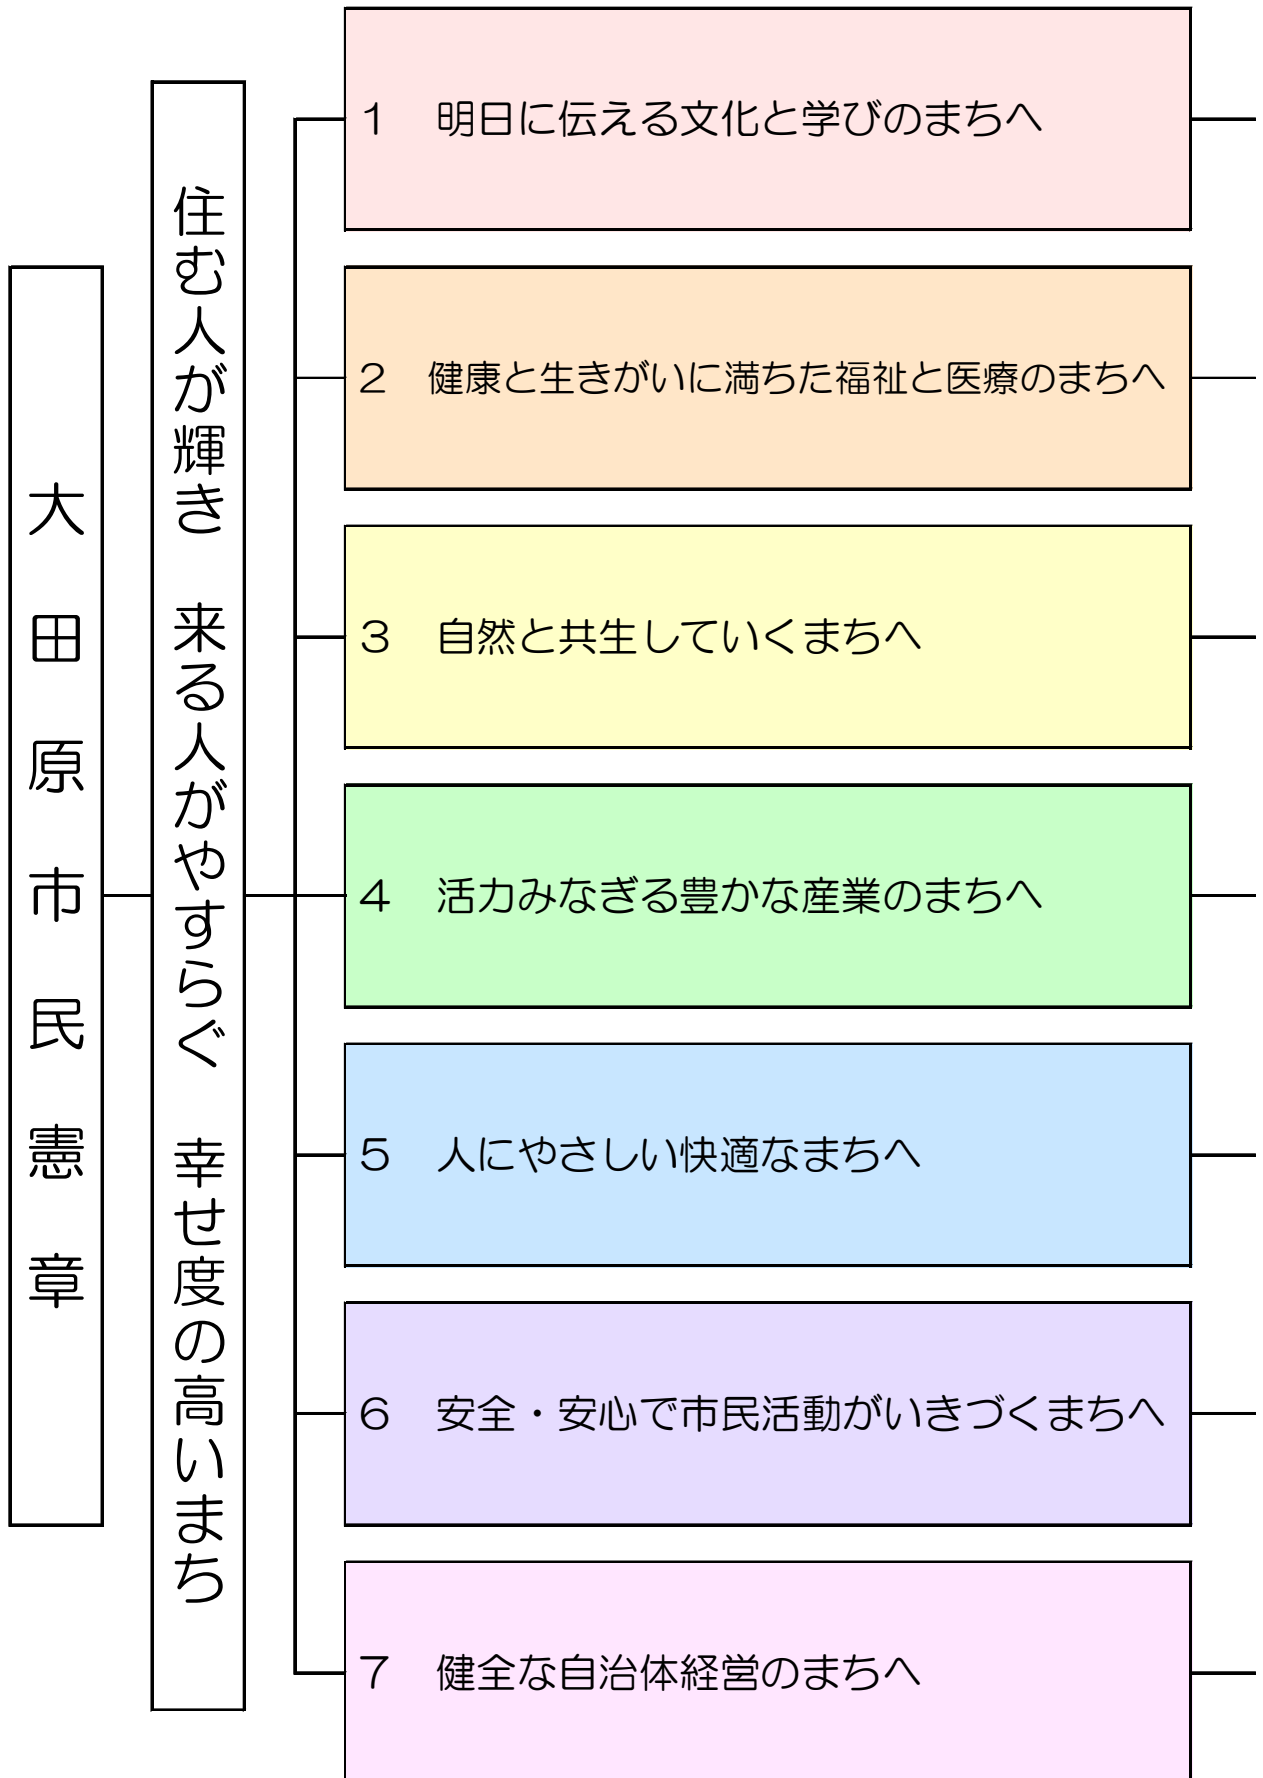 大田原市民憲章
住む人が輝き　来る人がやすらぐ　幸せ度の高いまち
１　明日に伝える文化と学びのまちへ
２　健康と生きがいに満ちた福祉と医療のまちへ
３　自然と共生していくまちへ
４　活力みなぎる豊かな産業のまちへ
５　人にやさしい快適なまちへ
６　安全・安心で市民活動がいきづくまちへ
７　健全な自治体経営のまちへ